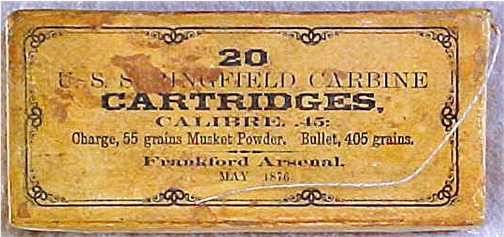 20
U. S. SPRINGFIELD CARBINE
CARTRIDGES,
CALIBRE .45:
Charge, 55 grains Musket Powder. Bullet, 405 grains.
Frankford Arsenal.
MAY 1876